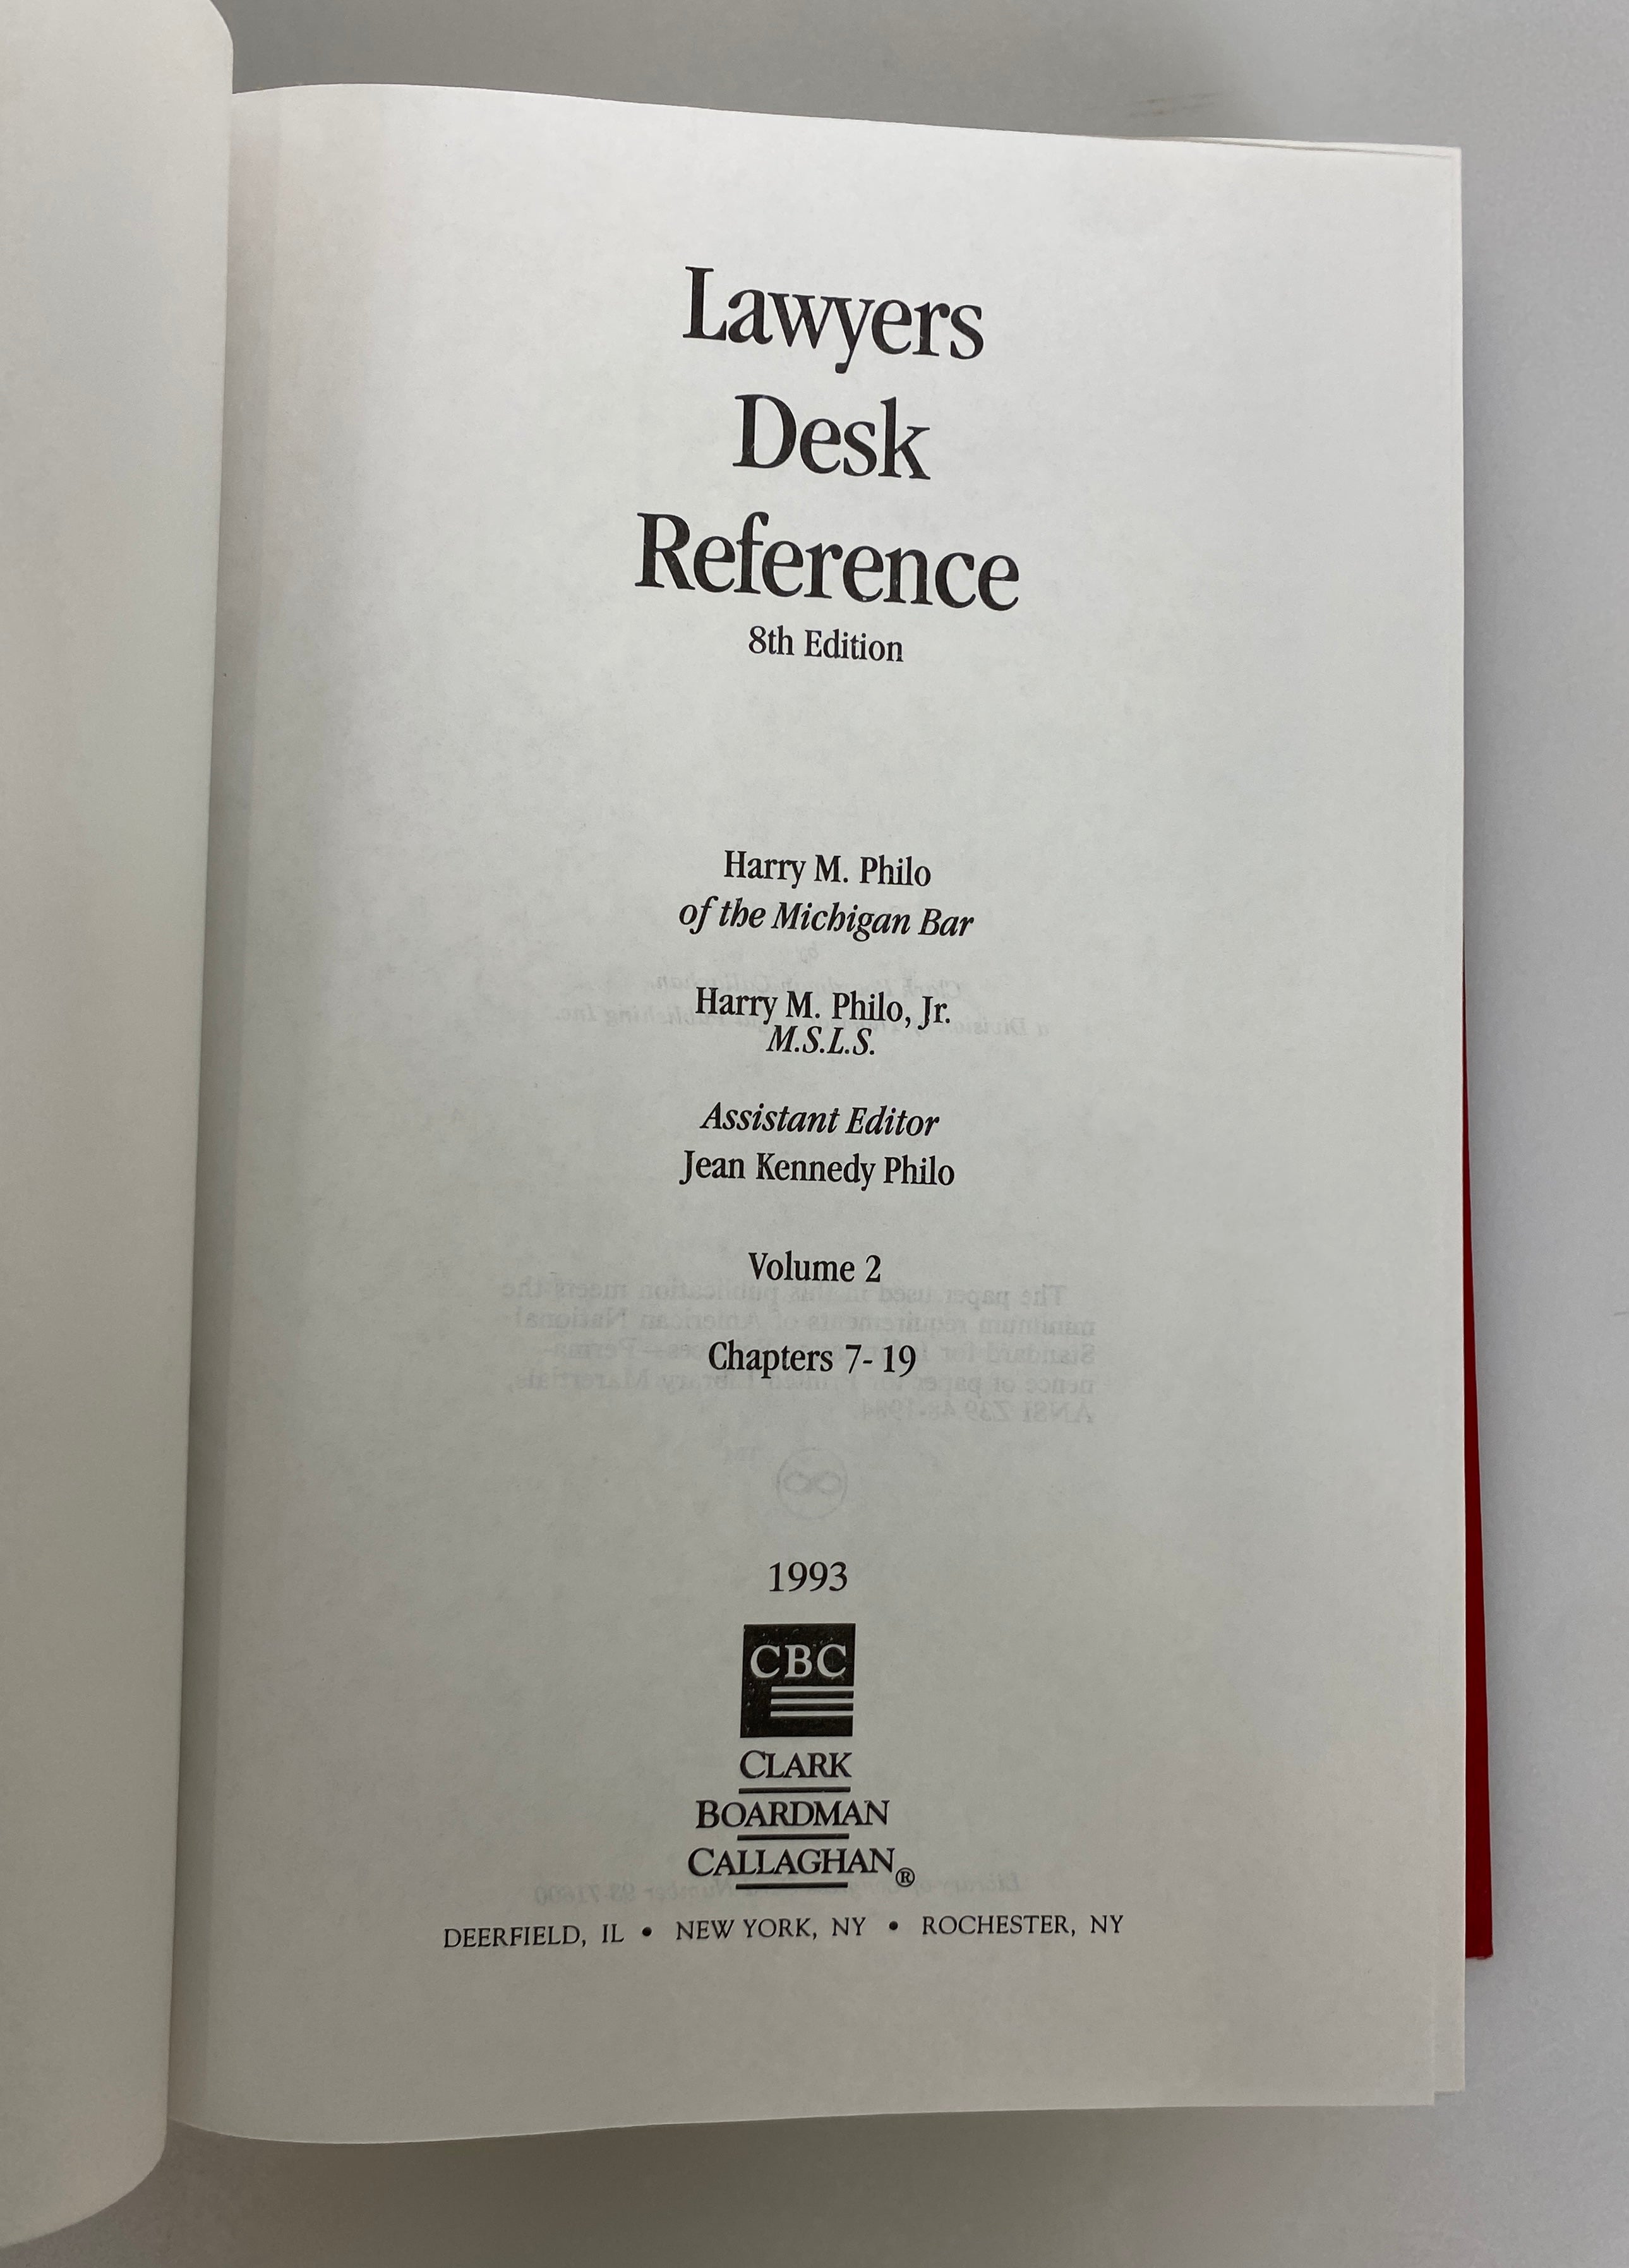 Lawyers
Desk
Reference
8th Edition
Harry M. Philo
of the Michigan Bar
Harry M. Philo, Jr.
M.S.L.S.
Assistant Editor
Jean Kennedy Philo
Volume 2
Chapters 7- 19
1993
CBC
CLARK
BOARDMAN
CALLAGHAN®
DEERFIELD, IL • NEW YORK, NY • ROCHESTER, NY